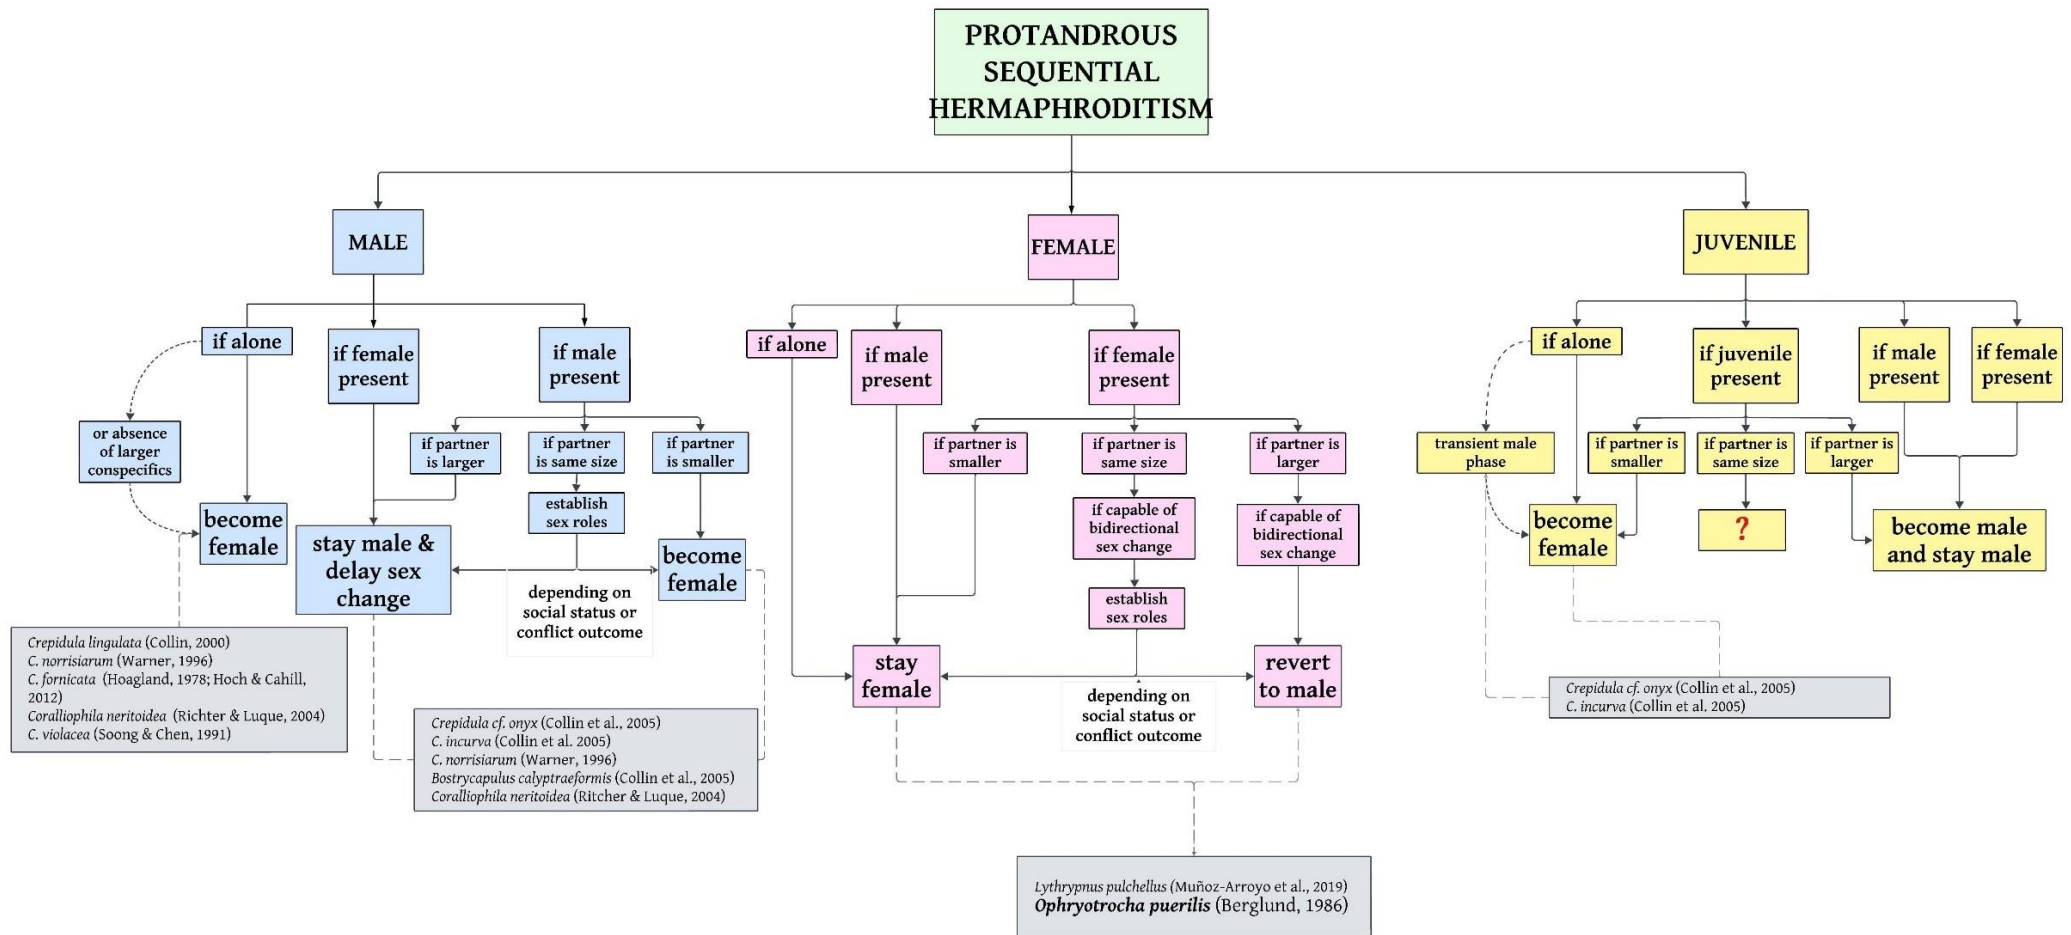 PROTANDROUS
SEQUENTIAL
HERMAPHRODITISM
MALE
FEMALE
JUVENILE
if alone
if female
present
if male
present
or absence
of larger
conspecifics
if partner
is larger
if partner
is same size
if partner
is smaller
establish
sex roles
become
female
stay male &
delay sex
change
become
female
depending on
social status or
conflict outcome
Crepidula lingulata (Collin, 2000)
C. norrisiarum (Warner, 1996)
C. fornicata (Hoagland, 1978; Hoch & Cahill,
2012)
Coralliophila neritoidea (Richter & Luque, 2004)
C. violacea (Soong & Chen, 1991)
Crepidula cf. onyx (Collin et al., 2005)
C. incurva (Collin et al. 2005)
C. norrisiarum (Warner, 1996)
Bostrycapulus calyptraeformis (Collin et al., 2005)
Coralliophila neritoidea (Ritcher & Luque, 2004)
if alone
if male
present
if female
present
if partner is
smaller
if partner is
same size
if partner is
larger
if capable of
bidirectional
sex change
if capable of
bidirectional
sex change
establish
sex roles
stay
female
revert
to male
depending on
social status or
conflict outcome
Lythrypnus pulchellus (Muñoz-Arroyo et al., 2019)
Ophryotrocha puerilis (Berglund, 1986)
if alone
if juvenile
present
if male
present
if female
present
transient male
phase
if partner is
smaller
if partner is
same size
if partner is
larger
become
female
?
become male
and stay male
Crepidula cf. onyx (Collin et al., 2005)
C. incurva (Collin et al. 2005)